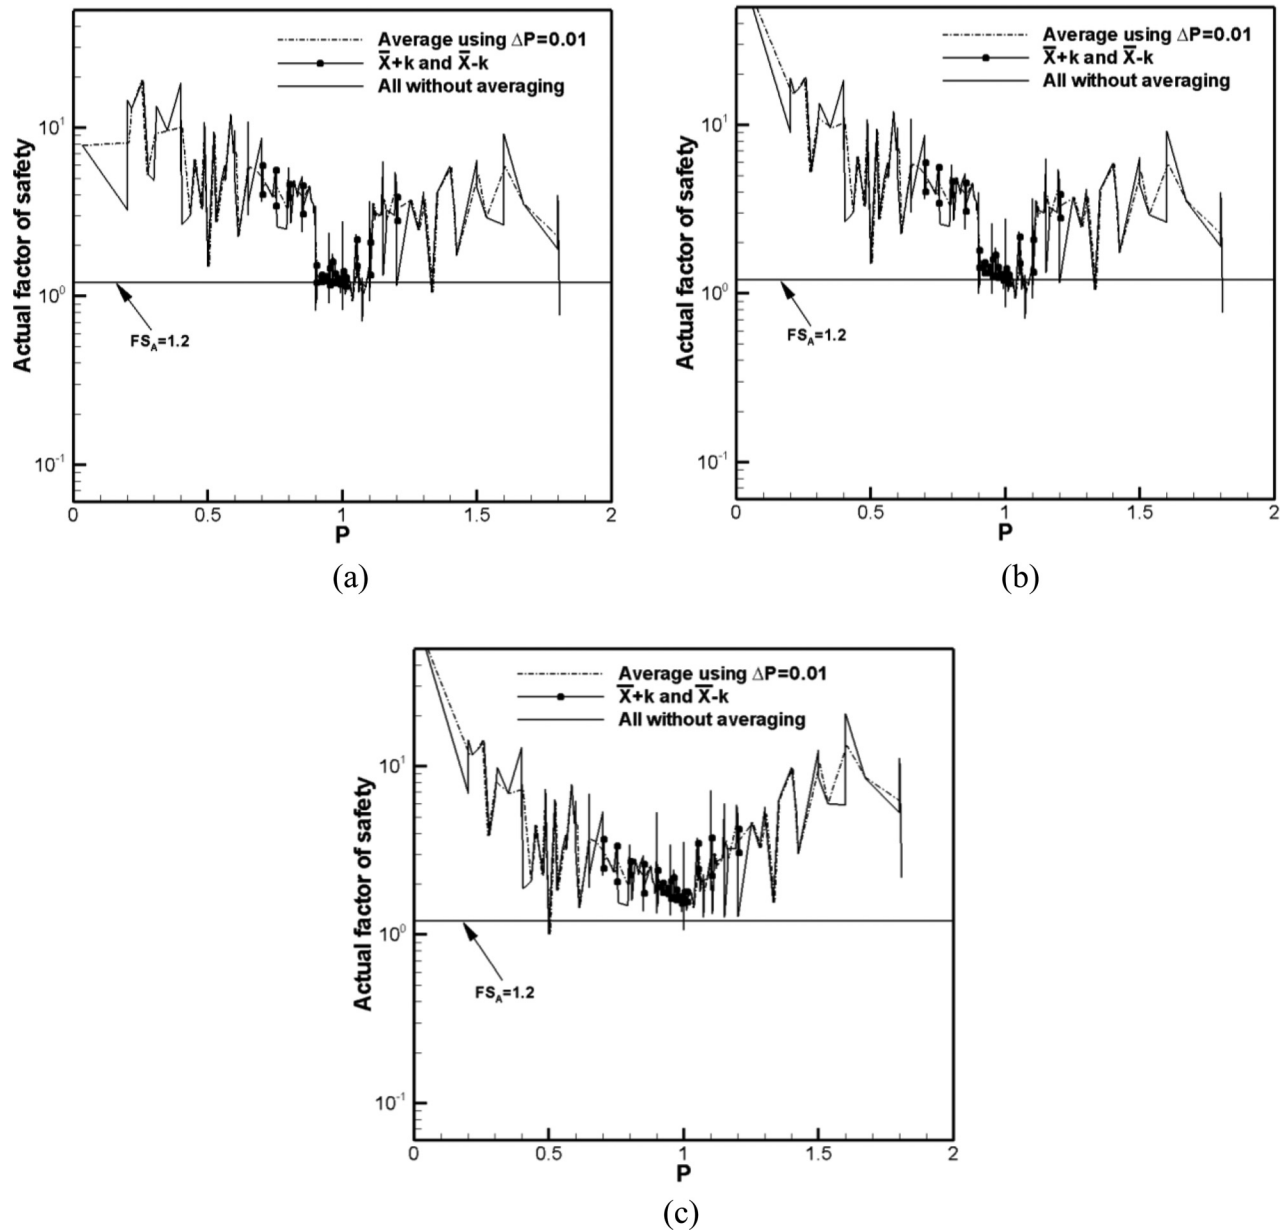 Average using ΔP=0.01
X̅+k and X̅-k
All without averaging
Actual factor of safety
10¹
10⁰
10⁻¹
FS_A=1.2
0 0.5 1 1.5 2
P
(a)
Average using ΔP=0.01
X̅+k and X̅-k
All without averaging
Actual factor of safety
10¹
10⁰
10⁻¹
FS_A=1.2
0 0.5 1 1.5 2
P
(b)
Average using ΔP=0.01
X̅+k and X̅-k
All without averaging
Actual factor of safety
10¹
10⁰
10⁻¹
FS_A=1.2
0 0.5 1 1.5 2
P
(c)